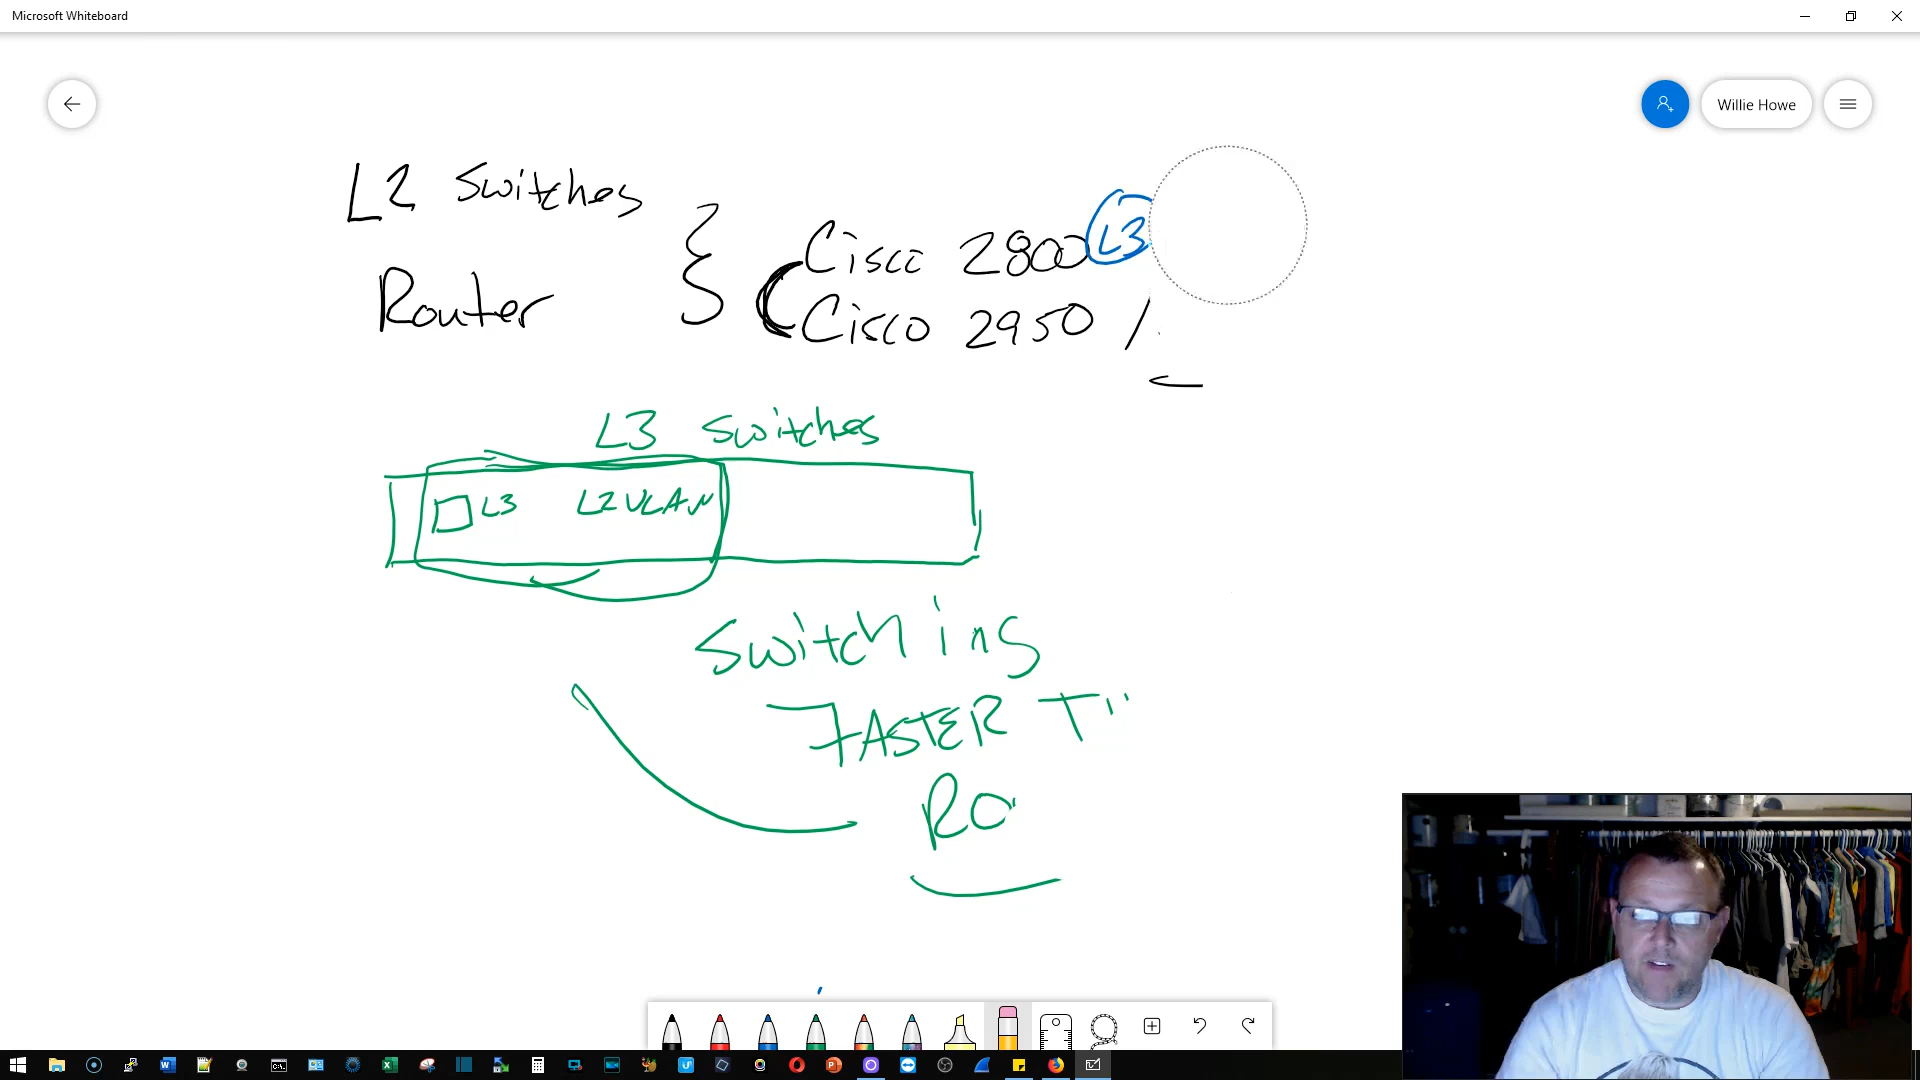 Microsoft Whiteboard
Willie Howe
L2 Switches
Router
Cisco 2800 L3
Cisco 2950
L3 Switches
L3 L2 VLAN
Switching
FASTER
RO